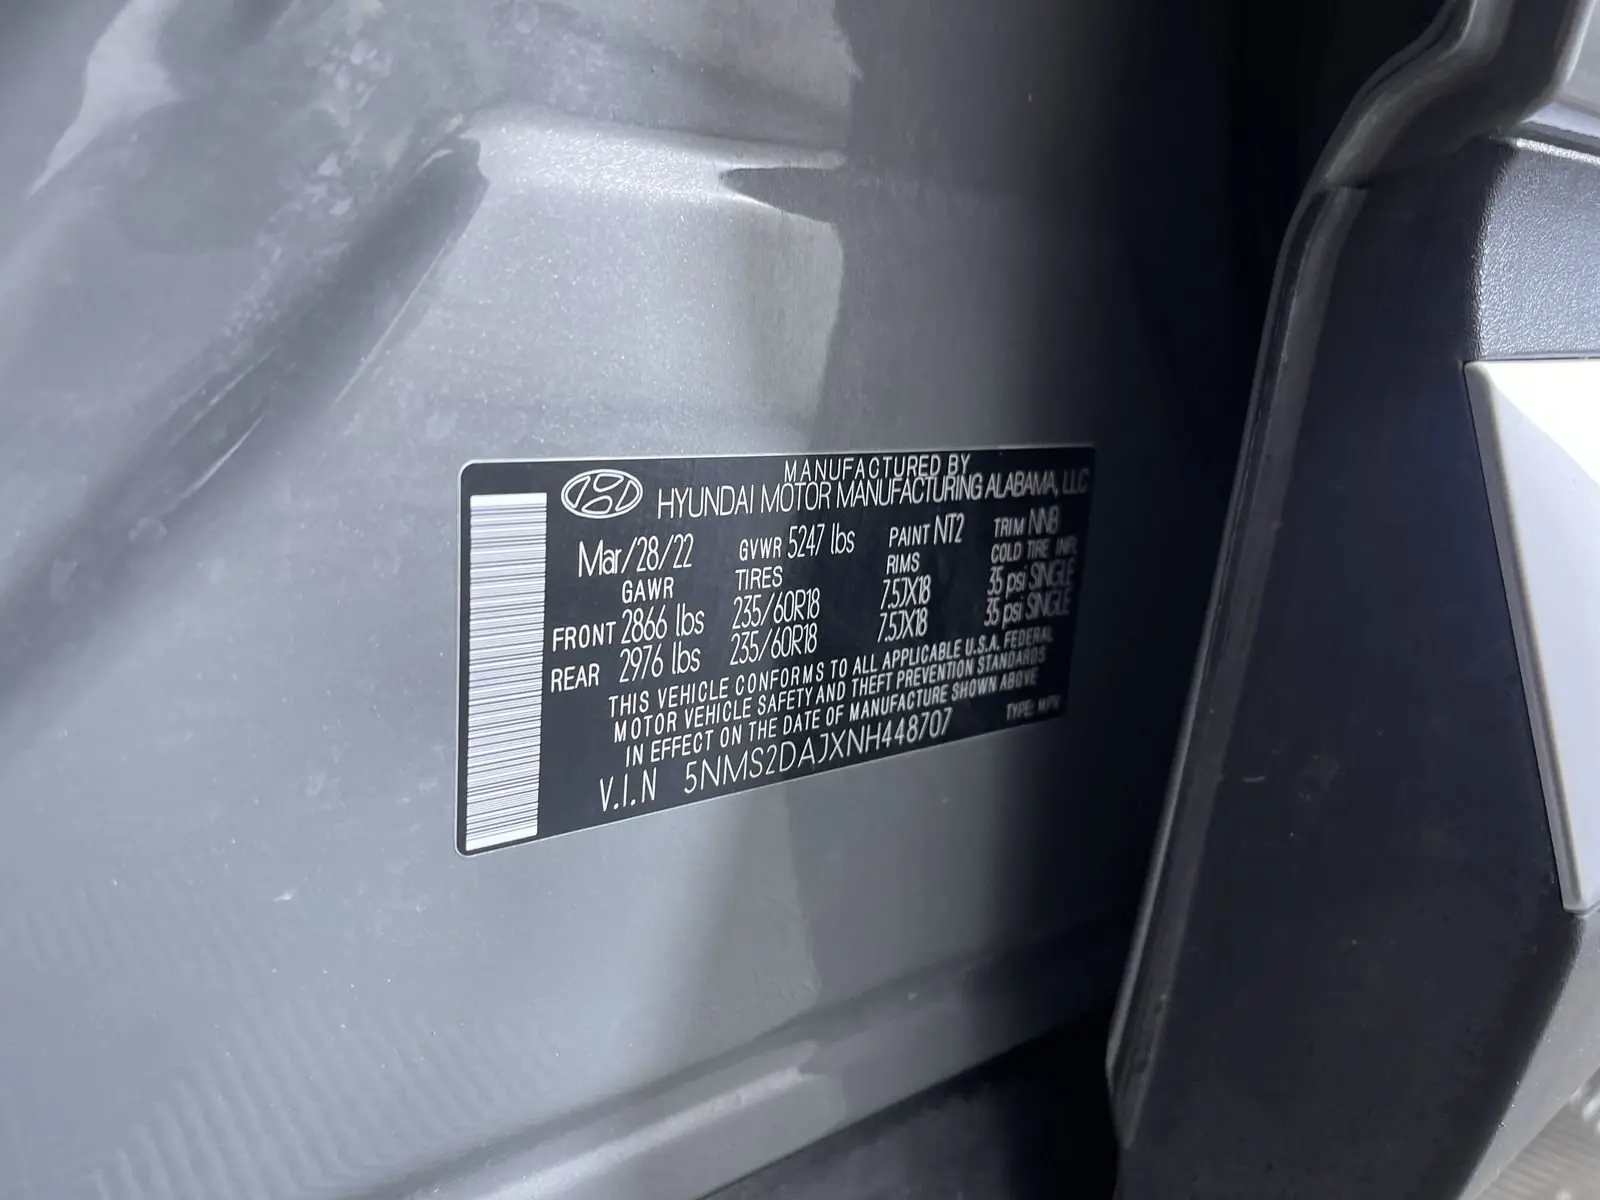 MANUFACTURED BY
HYUNDAI MOTOR MANUFACTURING ALABAMA, LLC
Mar/28/22 GVWR 5247 lbs PAINT NT2 TRIM NNB
GAWR TIRES RIMS COLD TIRE INFL
FRONT 2866 lbs 235/60R18 7.5JX18 35 psi SINGLE
REAR 2976 lbs 235/60R18 7.5JX18 35 psi SINGLE
THIS VEHICLE CONFORMS TO ALL APPLICABLE U.S.A. FEDERAL
MOTOR VEHICLE SAFETY AND THEFT PREVENTION STANDARDS
IN EFFECT ON THE DATE OF MANUFACTURE SHOWN ABOVE
V.I.N 5NMS2DAJXNH448707 TYPE: MPV